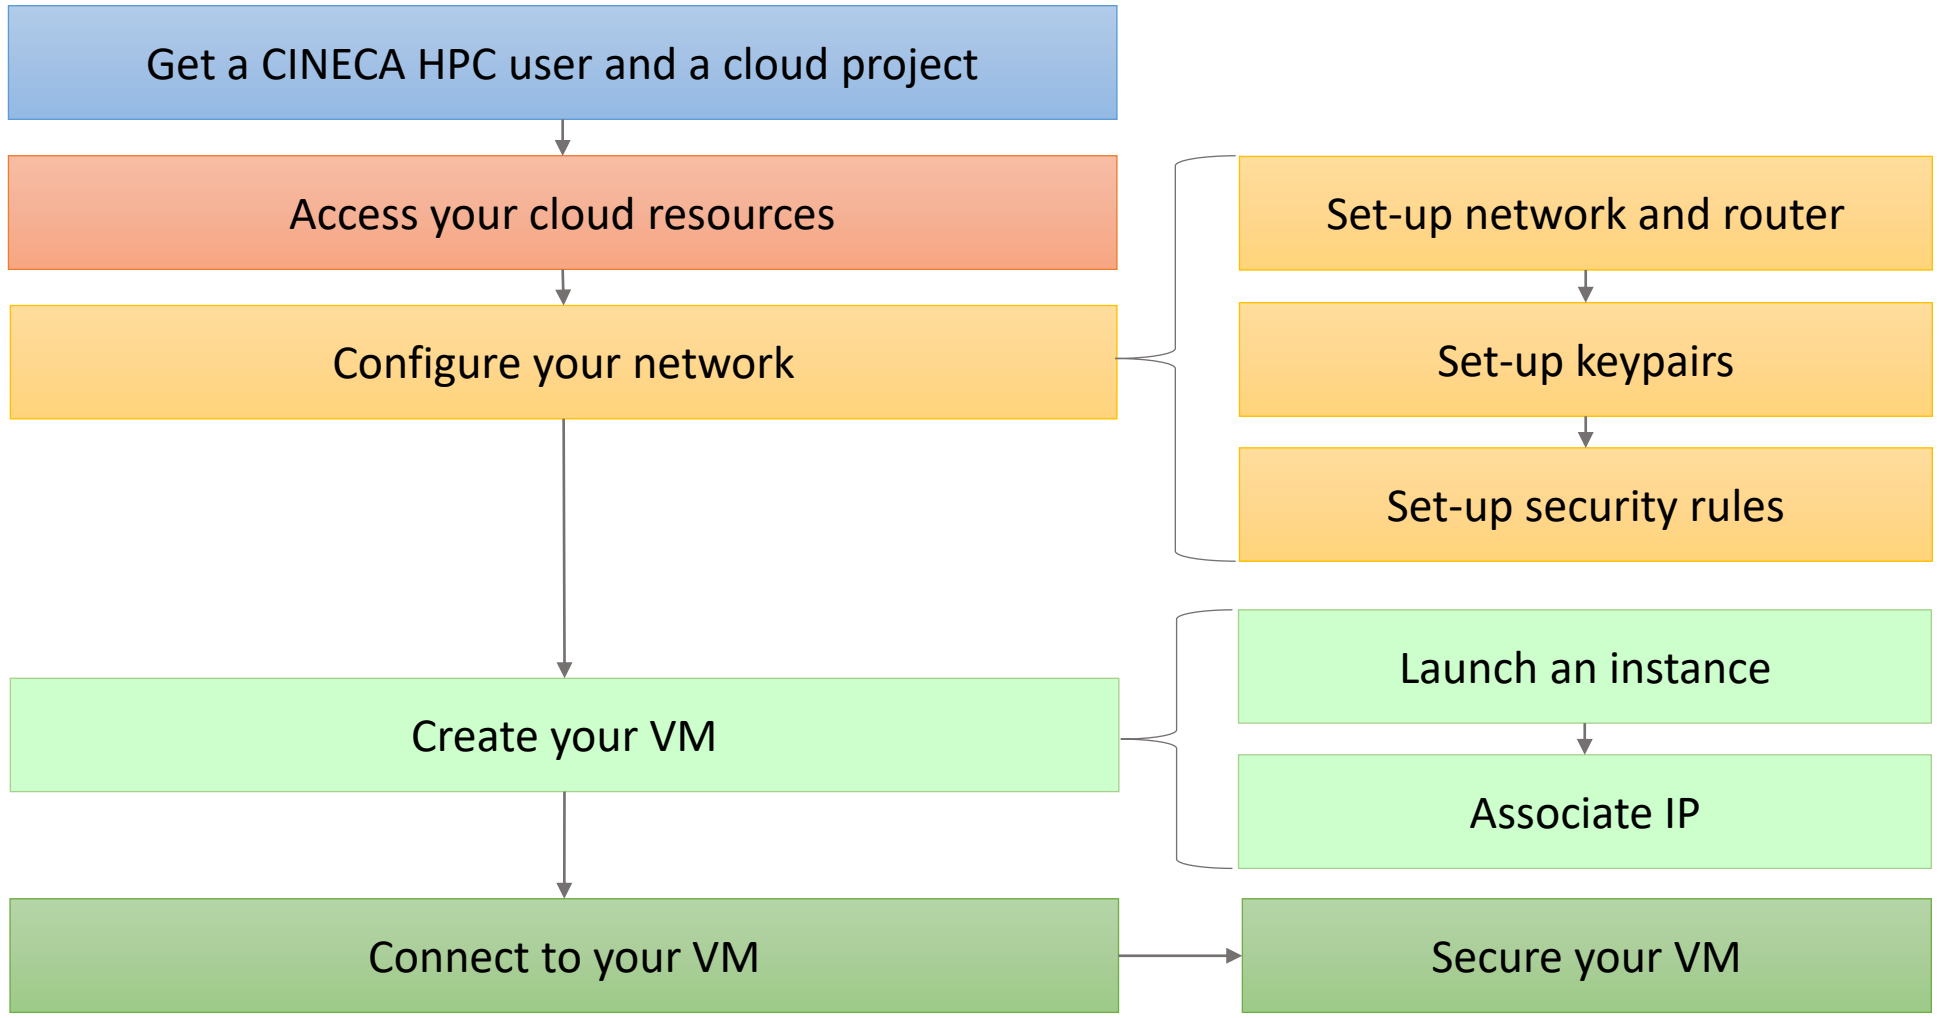 Get a CINECA HPC user and a cloud project
Access your cloud resources
Configure your network
Set-up network and router
Set-up keypairs
Set-up security rules
Create your VM
Launch an instance
Associate IP
Connect to your VM
Secure your VM